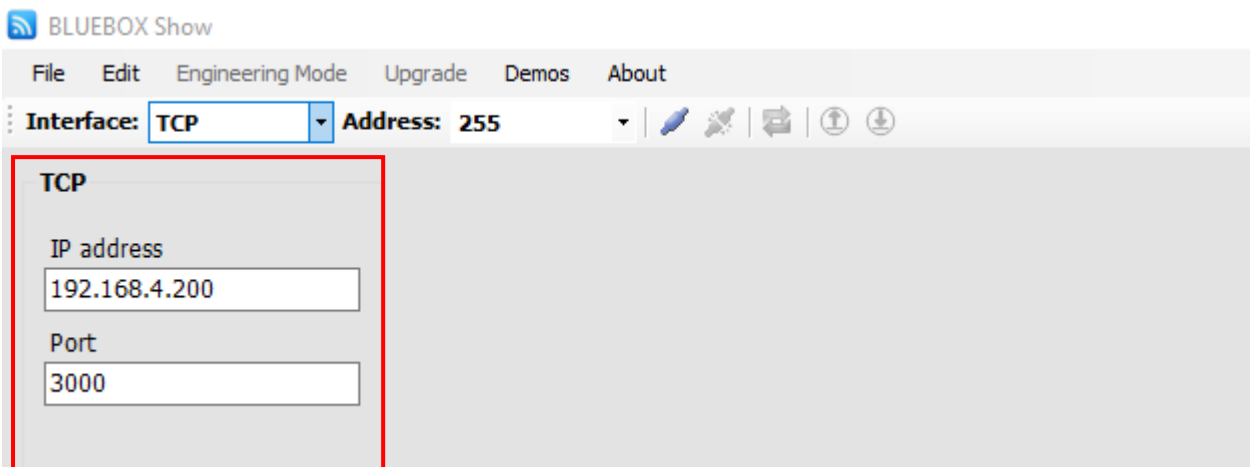 BLUEBOX Show
File Edit Engineering Mode Upgrade Demos About
Interface: TCP Address: 255
TCP
IP address
192.168.4.200
Port
3000